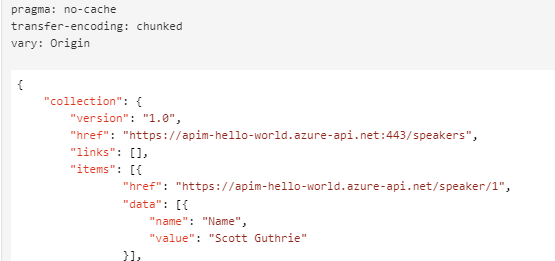 pragma: no-cache
transfer-encoding: chunked
vary: Origin
{
"collection": {
"version": "1.0",
"href": "https://apim-hello-world.azure-api.net:443/speakers",
"links": [],
"items": [{
"href": "https://apim-hello-world.azure-api.net/speaker/1",
"data": [{
"name": "Name",
"value": "Scott Guthrie"
}],